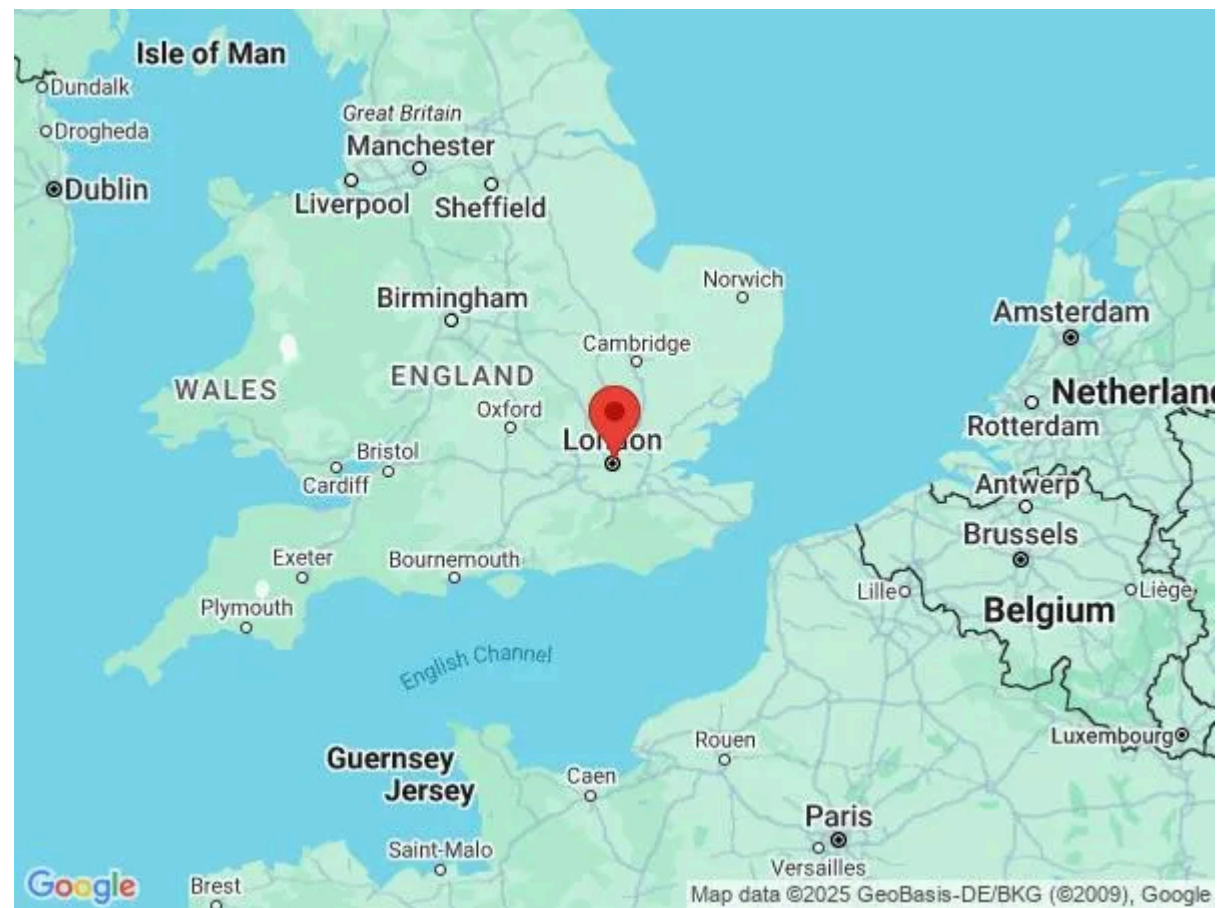 Isle of Man
Dundalk
Great Britain
Drogheda
Manchester
Dublin
Liverpool
Sheffield
Norwich
Birmingham
Amsterdam
Cambridge
WALES
ENGLAND
Netherlan
Oxford
Rotterdam
London
Bristol
Cardiff
Antwerp
Brussels
Exeter
Bournemouth
Lille
Liège
Plymouth
Belgium
English Channel
Luxembourg
Rouen
Guernsey
Jersey
Caen
Paris
Saint-Malo
Versailles
Google
Brest
Map data ©2025 GeoBasis-DE/BKG (©2009), Google